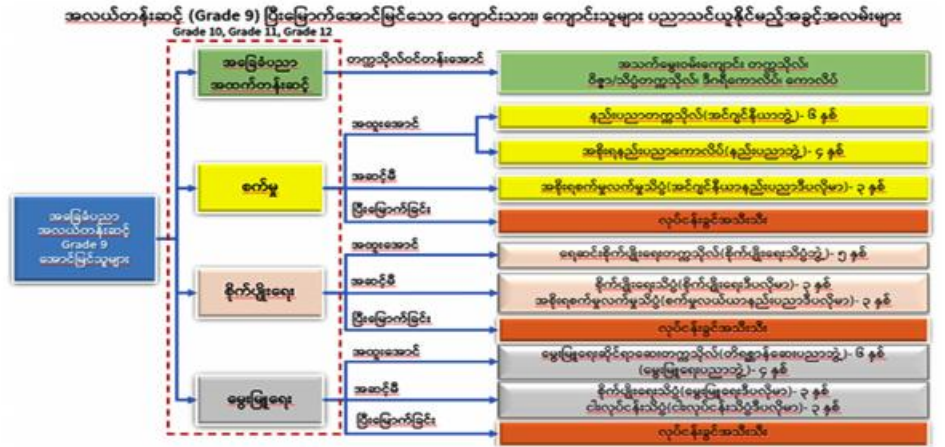 အလယ်တန်းဆင့် (Grade 9) ပြီးမြောက်အောင်မြင်သော ကျောင်းသား၊ ကျောင်းသူများ ပညာသင်ယူနိုင်မည့်အခွင့်အလမ်းများ
Grade 10, Grade 11, Grade 12
အခြေခံပညာ
အထက်တန်းဆင့်
တက္ကသိုလ်ဝင်တန်းအောင်
အသက်မွေးဝမ်းကျောင်း တက္ကသိုလ်၊
ဝိဇ္ဇာ/သိပ္ပံတက္ကသိုလ်၊ ဒီဂရီကောလိပ်၊ ကောလိပ်
အခြေခံပညာ
အလယ်တန်းဆင့်
Grade 9
အောင်မြင်သူများ
စက်မှု
အထူးအောင်
နည်းပညာတက္ကသိုလ်(အင်ဂျင်နီယာဘွဲ့)- ၆ နှစ်
အစိုးရနည်းပညာကောလိပ်(နည်းပညာဘွဲ့)- ၄ နှစ်
အဆင့်မီ
အစိုးရစက်မှုလက်မှုသိပ္ပံ(အင်ဂျင်နီယာနည်းပညာဒီပလိုမာ)- ၃ နှစ်
ပြီးမြောက်ခြင်း
လုပ်ငန်းခွင်အသီးသီး
စိုက်ပျိုးရေး
အထူးအောင်
ရေဆင်းစိုက်ပျိုးရေးတက္ကသိုလ်(စိုက်ပျိုးရေးသိပ္ပံဘွဲ့)- ၅ နှစ်
အဆင့်မီ
စိုက်ပျိုးရေးသိပ္ပံ(စိုက်ပျိုးရေးဒီပလိုမာ)- ၃ နှစ်
အစိုးရစက်မှုလက်မှုသိပ္ပံ(စက်မှုလယ်ယာနည်းပညာဒီပလိုမာ)- ၃ နှစ်
ပြီးမြောက်ခြင်း
လုပ်ငန်းခွင်အသီးသီး
မွေးမြူရေး
အထူးအောင်
မွေးမြူရေးဆိုင်ရာဆေးတက္ကသိုလ်(တိရစ္ဆာန်ဆေးပညာဘွဲ့)- ၆ နှစ်
(မွေးမြူရေးပညာဘွဲ့)- ၄ နှစ်
အဆင့်မီ
စိုက်ပျိုးရေးသိပ္ပံ(မွေးမြူရေးဒီပလိုမာ)- ၃ နှစ်
ငါးလုပ်ငန်းသိပ္ပံ(ငါးလုပ်ငန်းသိပ္ပံဒီပလိုမာ)- ၃ နှစ်
ပြီးမြောက်ခြင်း
လုပ်ငန်းခွင်အသီးသီး